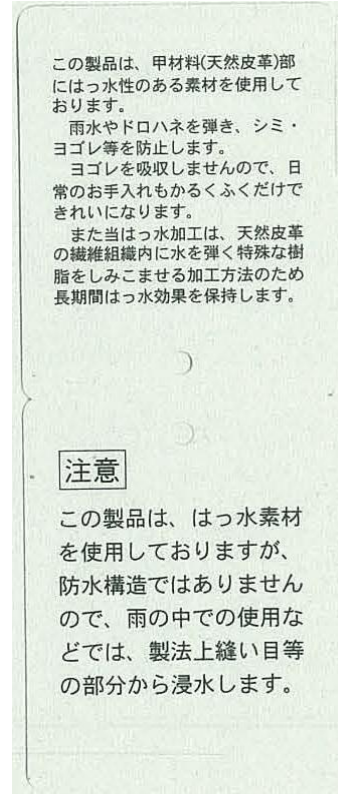 この製品は、甲材料(天然皮革)部
にはっ水性のある素材を使用して
おります。
　雨水やドロハネを弾き、シミ・
ヨゴレ等を防止します。
　ヨゴレを吸収しませんので、日
常のお手入れもかるくふくだけで
きれいになります。
　また当はっ水加工は、天然皮革
の繊維組織内に水を弾く特殊な樹
脂をしみこませる加工方法のため
長期間はっ水効果を保持します。
注意
この製品は、はっ水素材
を使用しておりますが、
防水構造ではありません
ので、雨の中での使用な
どでは、製法上縫い目等
の部分から浸水します。